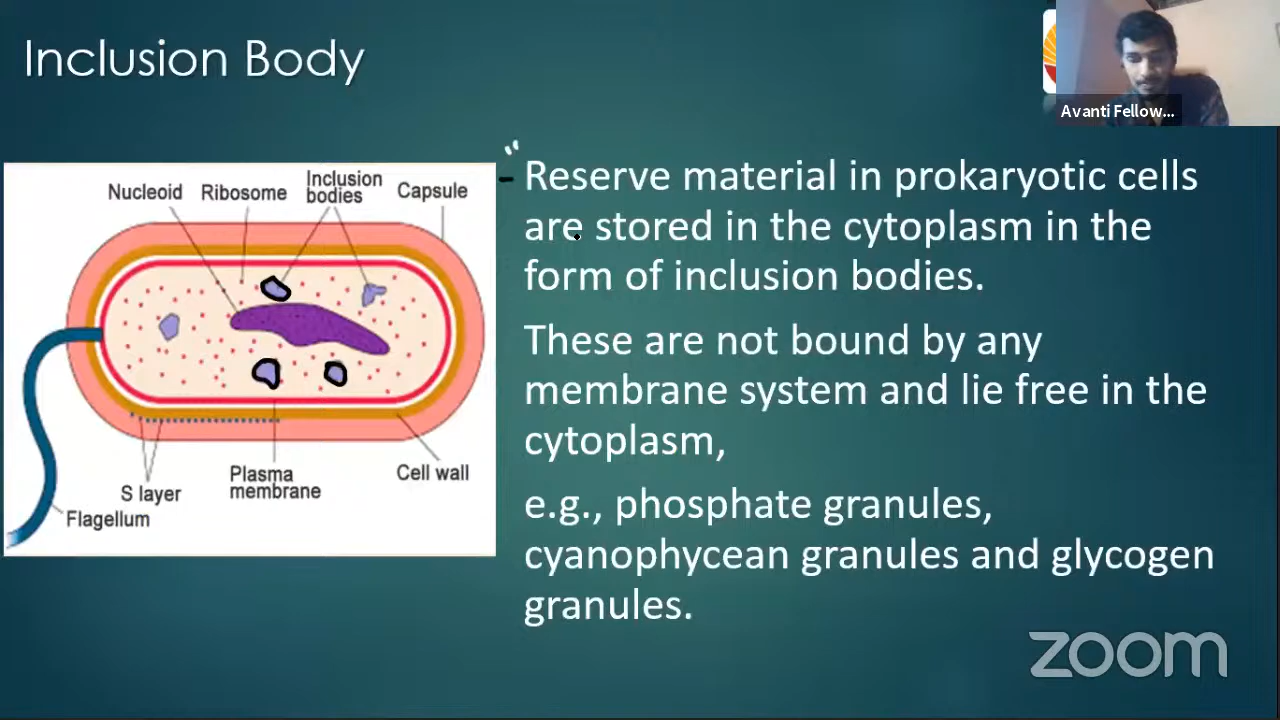 Inclusion Body
Avanti Fellow...
Nucleoid
Ribosome
Inclusion
bodies
Capsule
S layer
Plasma
membrane
Cell wall
Flagellum
Reserve material in prokaryotic cells
are stored in the cytoplasm in the
form of inclusion bodies.
These are not bound by any
membrane system and lie free in the
cytoplasm,
e.g., phosphate granules,
cyanophycean granules and glycogen
granules.
zoom